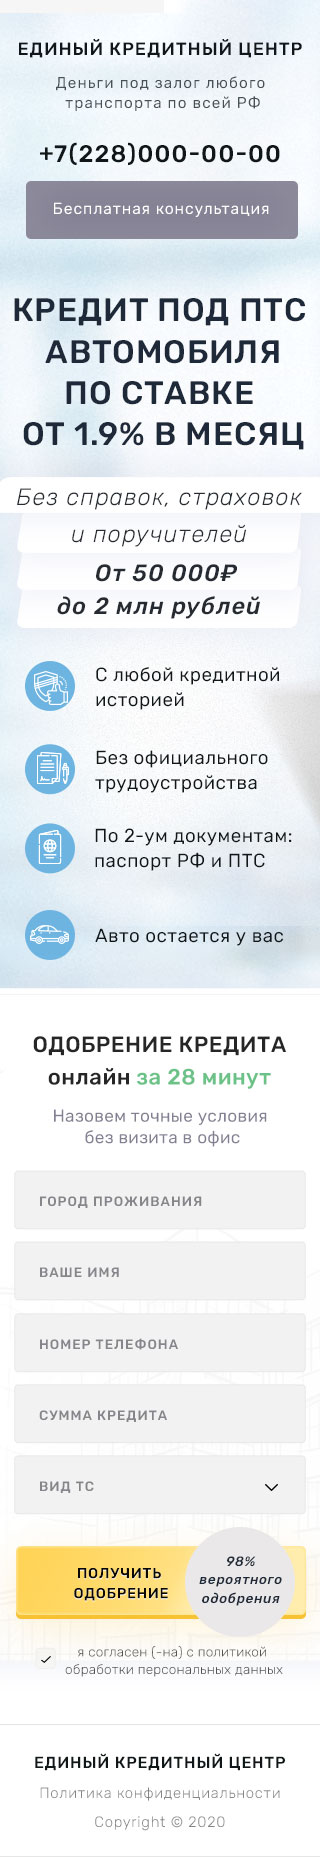 ЕДИНЫЙ КРЕДИТНЫЙ ЦЕНТР
Деньги под залог любого
транспорта по всей РФ
+7(228)000-00-00
Бесплатная консультация
КРЕДИТ ПОД ПТС
АВТОМОБИЛЯ
ПО СТАВКЕ
ОТ 1.9% В МЕСЯЦ
Без справок, страховок
и поручителей
От 50 000₽
до 2 млн рублей
С любой кредитной
историей
Без официального
трудоустройства
По 2-ум документам:
паспорт РФ и ПТС
Авто остается у вас
ОДОБРЕНИЕ КРЕДИТА
онлайн за 28 минут
Назовем точные условия
без визита в офис
ГОРОД ПРОЖИВАНИЯ
ВАШЕ ИМЯ
НОМЕР ТЕЛЕФОНА
СУММА КРЕДИТА
ВИД ТС
ПОЛУЧИТЬ
ОДОБРЕНИЕ
98%
вероятного
одобрения
я согласен (-на) с политикой
обработки персональных данных
ЕДИНЫЙ КРЕДИТНЫЙ ЦЕНТР
Политика конфиденциальности
Copyright © 2020